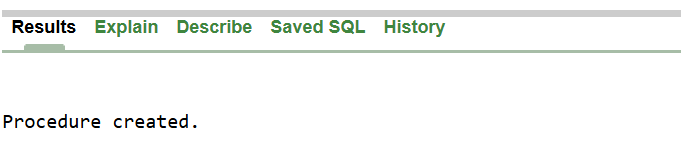 Results Explain Describe Saved SQL History
Procedure created.